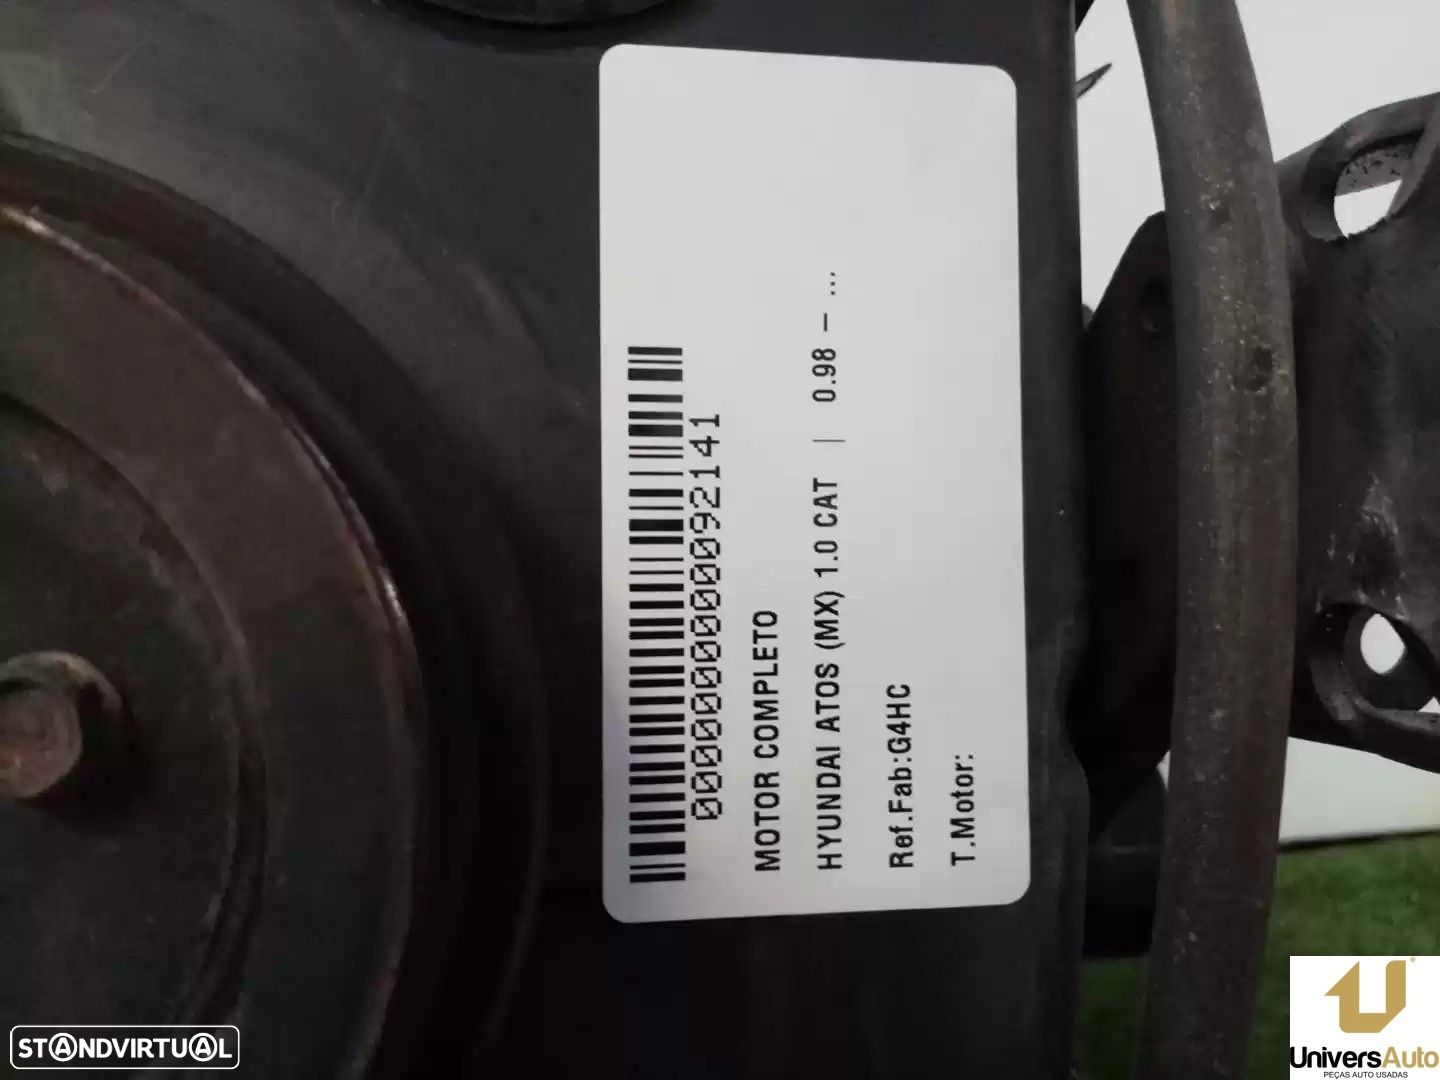 0000000000092141
MOTOR COMPLETO
HYUNDAI ATOS (MX) 1.0 CAT | 0.98 – ...
Ref.Fab:G4HC
T.Motor:
STANDVIRTUAL
UniversAuto
PEÇAS AUTO USADAS